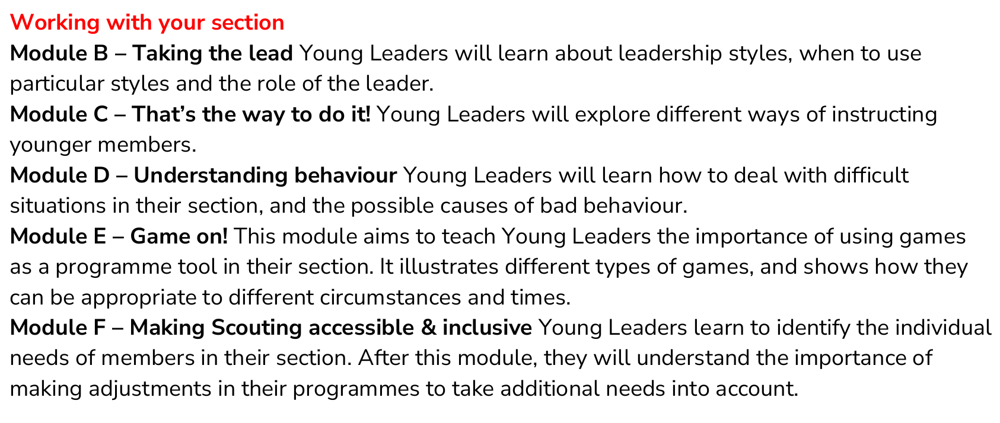 Working with your section
Module B – Taking the lead Young Leaders will learn about leadership styles, when to use
particular styles and the role of the leader.
Module C – That’s the way to do it! Young Leaders will explore different ways of instructing
younger members.
Module D – Understanding behaviour Young Leaders will learn how to deal with difficult
situations in their section, and the possible causes of bad behaviour.
Module E – Game on! This module aims to teach Young Leaders the importance of using games
as a programme tool in their section. It illustrates different types of games, and shows how they
can be appropriate to different circumstances and times.
Module F – Making Scouting accessible & inclusive Young Leaders learn to identify the individual
needs of members in their section. After this module, they will understand the importance of
making adjustments in their programmes to take additional needs into account.